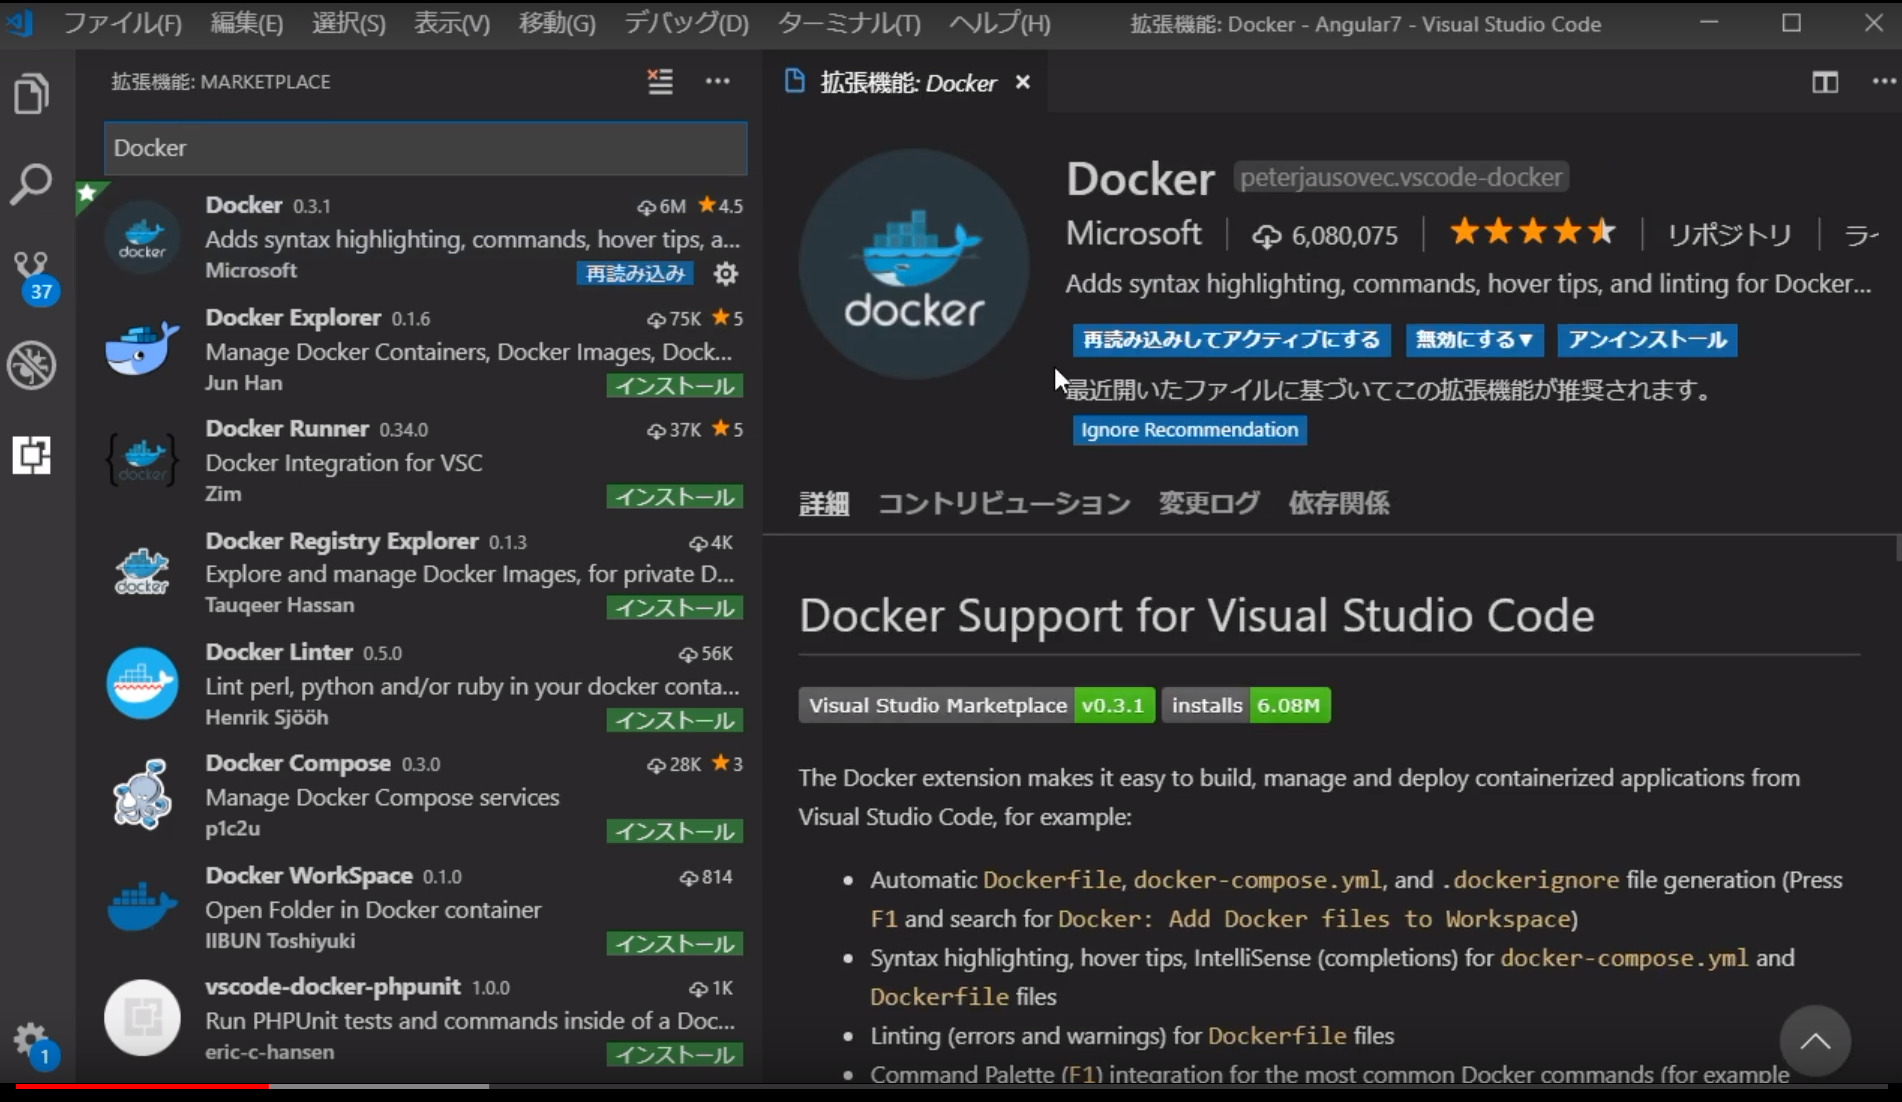 ファイル(F) 編集(E) 選択(S) 表示(V) 移動(G) デバッグ(D) ターミナル(T) ヘルプ(H) 拡張機能: Docker - Angular7 - Visual Studio Code
拡張機能: MARKETPLACE
Docker
Docker 0.3.1 6M 4.5
Adds syntax highlighting, commands, hover tips, a...
Microsoft 再読み込み
docker
Docker Explorer 0.1.6 75K 5
Manage Docker Containers, Docker Images, Dock...
Jun Han インストール
Docker Runner 0.34.0 37K 5
Docker Integration for VSC
docker
Zim インストール
Docker Registry Explorer 0.1.3 4K
Explore and manage Docker Images, for private D...
docker
Tauqeer Hassan インストール
Docker Linter 0.5.0 56K
Lint perl, python and/or ruby in your docker conta...
Henrik Sjööh インストール
Docker Compose 0.3.0 28K 3
Manage Docker Compose services
p1c2u インストール
Docker WorkSpace 0.1.0 814
Open Folder in Docker container
IIBUN Toshiyuki インストール
vscode-docker-phpunit 1.0.0 1K
Run PHPUnit tests and commands inside of a Doc...
eric-c-hansen インストール
37
1
拡張機能: Docker
docker
Docker peterjausovec.vscode-docker
Microsoft 6,080,075 リポジトリ ラ
Adds syntax highlighting, commands, hover tips, and linting for Docker...
再読み込みしてアクティブにする 無効にする▼ アンインストール
最近開いたファイルに基づいてこの拡張機能が推奨されます。
Ignore Recommendation
詳細 コントリビューション 変更ログ 依存関係
Docker Support for Visual Studio Code
Visual Studio Marketplace v0.3.1 installs 6.08M
The Docker extension makes it easy to build, manage and deploy containerized applications from
Visual Studio Code, for example:
• Automatic Dockerfile, docker-compose.yml, and .dockerignore file generation (Press
F1 and search for Docker: Add Docker files to Workspace)
• Syntax highlighting, hover tips, IntelliSense (completions) for docker-compose.yml and
Dockerfile files
• Linting (errors and warnings) for Dockerfile files
• Command Palette (F1) integration for the most common Docker commands (for example